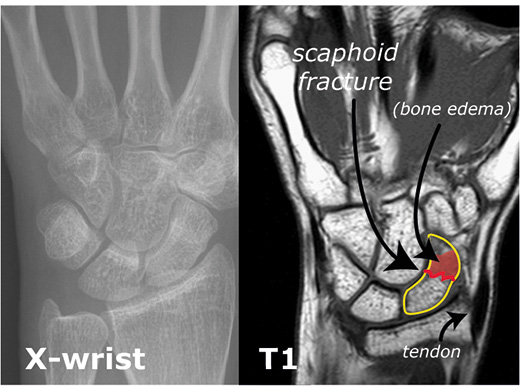 scaphoid
fracture
(bone edema)
X-wrist
T1
tendon